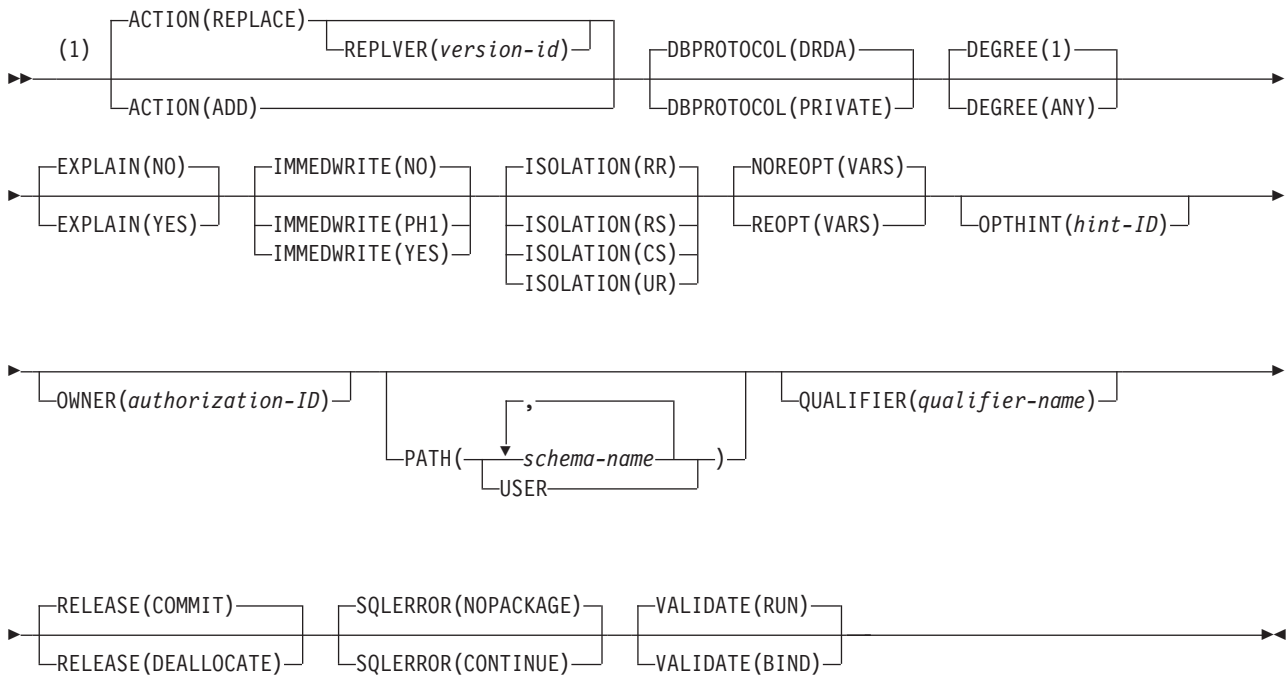 ACTION(REPLACE)
(1)
REPLVER(version-id)
DBPROTOCOL(DRDA)
DEGREE(1)
ACTION(ADD)
DBPROTOCOL(PRIVATE)
DEGREE(ANY)
EXPLAIN(NO)
IMMEDWRITE(NO)
ISOLATION(RR)
NOREOPT(VARS)
EXPLAIN(YES)
IMMEDWRITE(PH1)
ISOLATION(RS)
REOPT(VARS)
OPTHINT(hint-ID)
IMMEDWRITE(YES)
ISOLATION(CS)
ISOLATION(UR)
OWNER(authorization-ID)
,
QUALIFIER(qualifier-name)
PATH( schema-name )
USER
RELEASE(COMMIT)
SQLERROR(NOPACKAGE)
VALIDATE(RUN)
RELEASE(DEALLOCATE)
SQLERROR(CONTINUE)
VALIDATE(BIND)